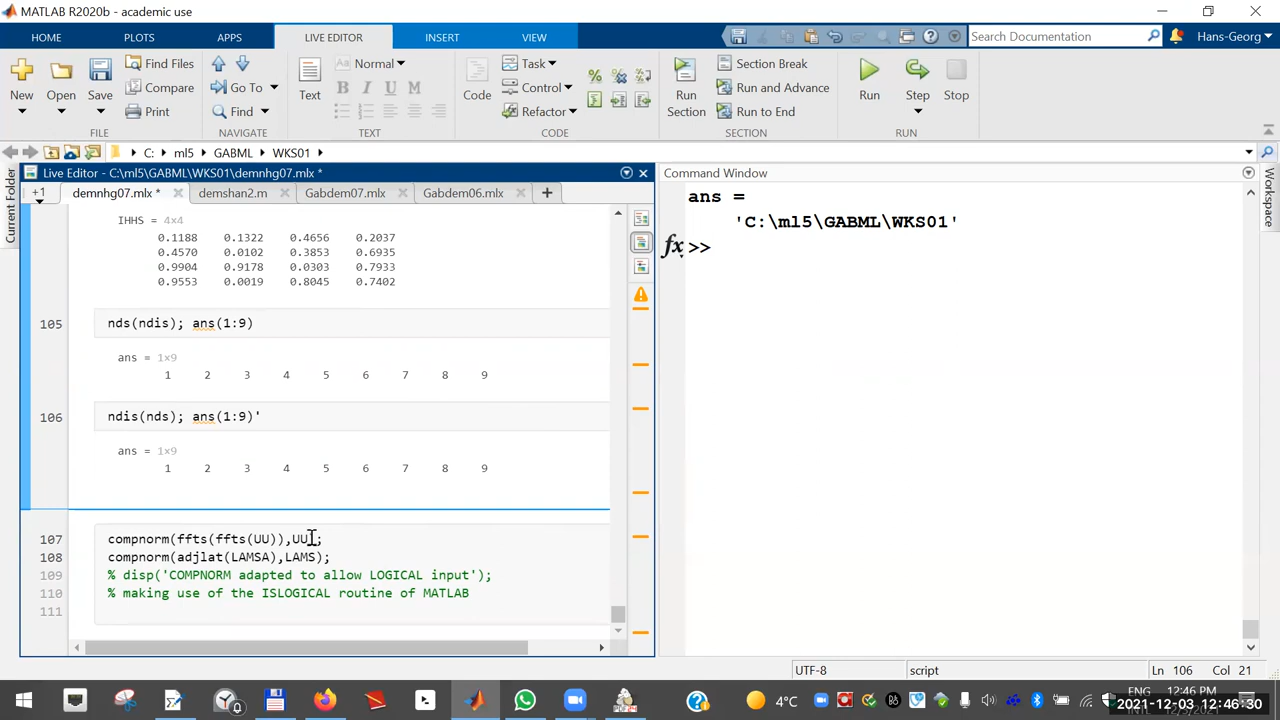 MATLAB R2020b - academic use
HOME PLOTS APPS LIVE EDITOR INSERT VIEW Search Documentation Hans-Georg
New Open Save Find Files Compare Print
FILE
Go To Find
NAVIGATE
Text Normal B I U M
TEXT
Code Task Control Refactor
CODE
Run Section Section Break Run and Advance Run to End
SECTION
Run Step Stop
RUN
C: ml5 GABML WKS01
Current Folder
Live Editor - C:\ml5\GABML\WKS01\demnhg07.mlx *
+1 demnhg07.mlx * demshan2.m Gabdem07.mlx Gabdem06.mlx
IHHS = 4x4
0.1188 0.1322 0.4656 0.2037
0.4570 0.0102 0.3853 0.6935
0.9904 0.9178 0.0303 0.7933
0.9553 0.0019 0.8045 0.7402
105 nds(ndis); ans(1:9)
ans = 1x9
1 2 3 4 5 6 7 8 9
106 ndis(nds); ans(1:9)'
ans = 1x9
1 2 3 4 5 6 7 8 9
107 compnorm(ffts(ffts(UU)),UU);
108 compnorm(adjlat(LAMSA),LAMS);
109 % disp('COMPNORM adapted to allow LOGICAL input');
110 % making use of the ISLOGICAL routine of MATLAB
111
Command Window
ans =
'C:\ml5\GABML\WKS01'
fx >>
Workspace
UTF-8 script Ln 106 Col 21
4°C ENG 12:46 PM
2021-12-03 12:46:30